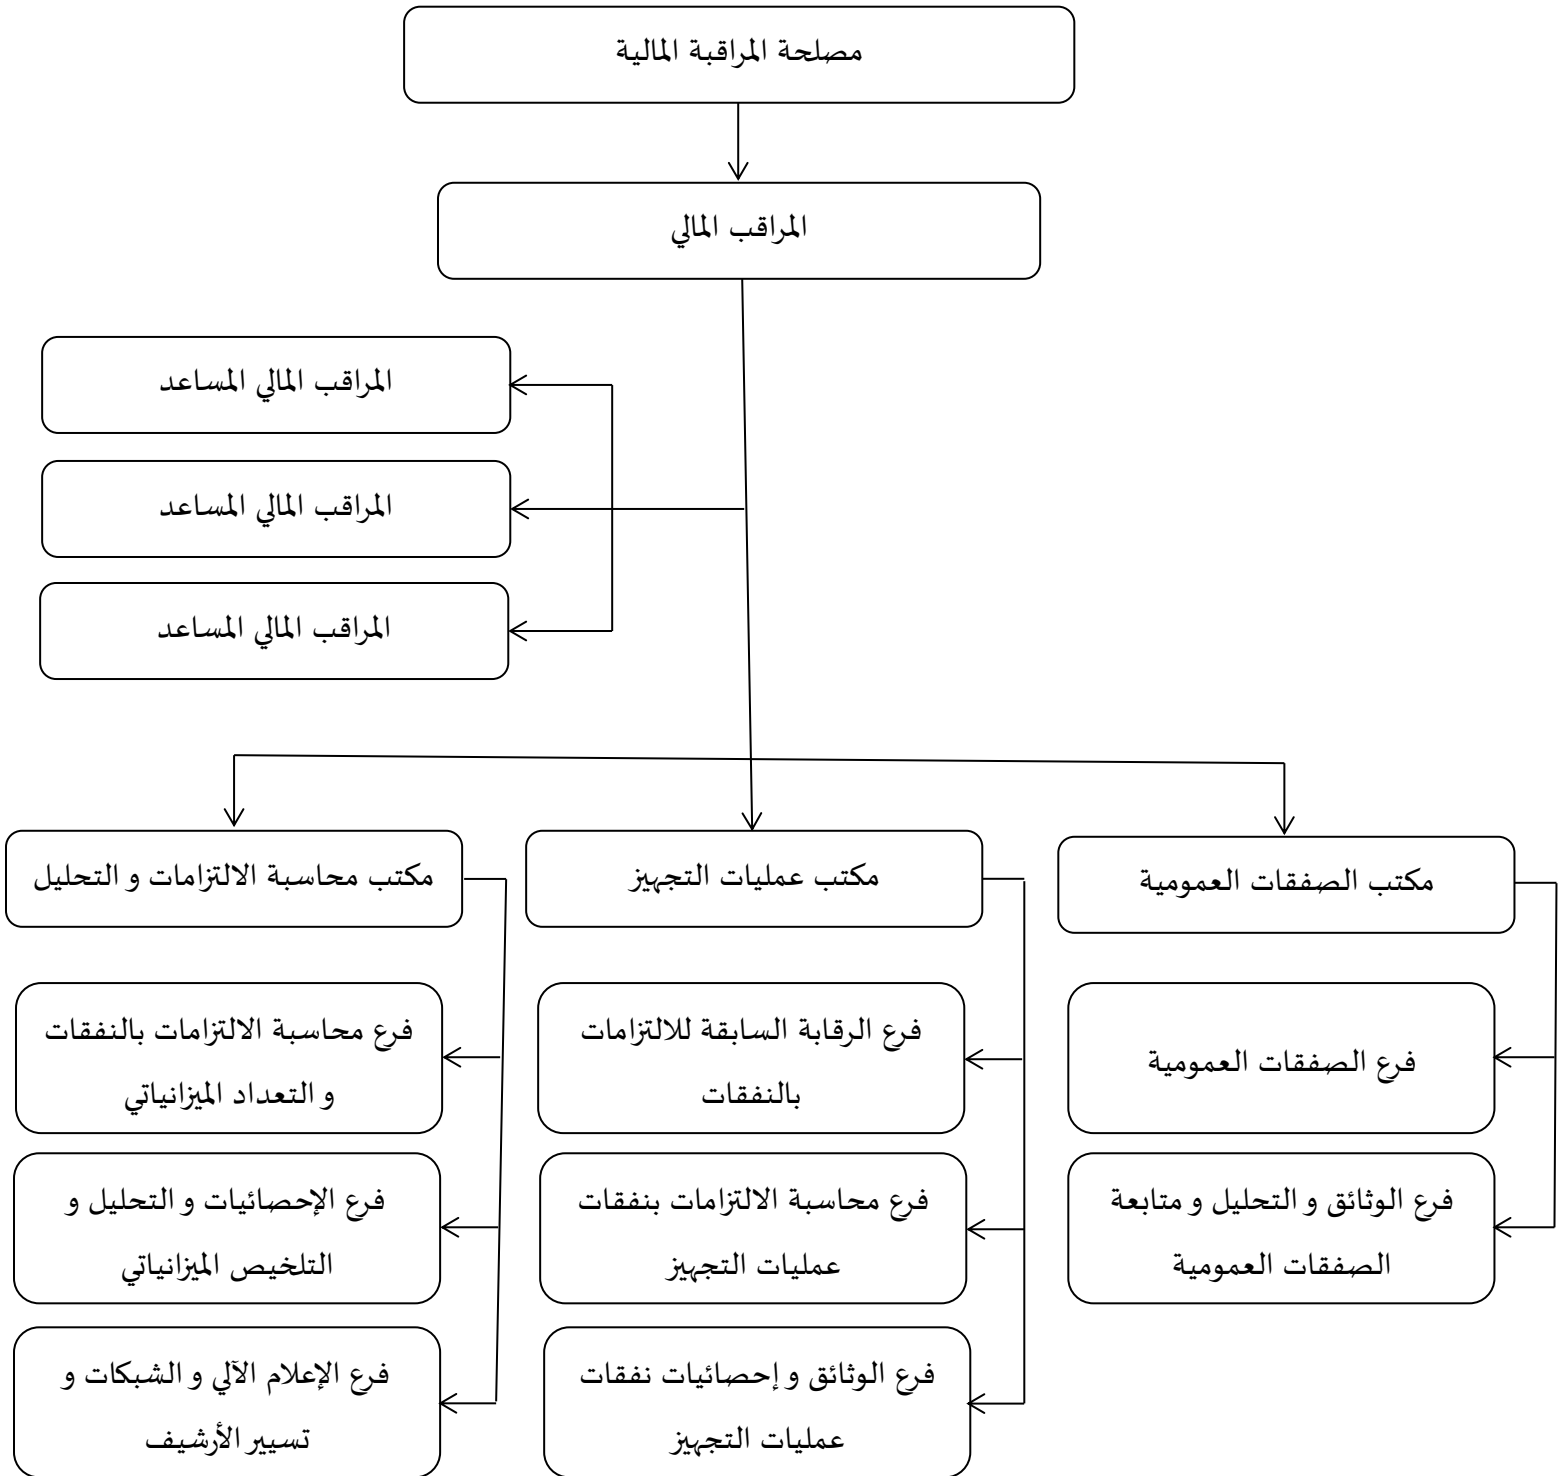 مصلحة المراقبة المالية
المراقب المالي
المراقب المالي المساعد
المراقب المالي المساعد
المراقب المالي المساعد
مكتب الصفقات العمومية
فرع الصفقات العمومية
فرع الوثائق و التحليل و متابعة
الصفقات العمومية
مكتب عمليات التجهيز
فرع الرقابة السابقة للالتزامات
بالنفقات
فرع محاسبة الالتزامات بنفقات
عمليات التجهيز
فرع الوثائق و إحصائيات نفقات
عمليات التجهيز
مكتب محاسبة الالتزامات و التحليل
فرع محاسبة الالتزامات بالنفقات
و التعداد الميزانياتي
فرع الإحصائيات و التحليل و
التلخيص الميزانياتي
فرع الإعلام الآلي و الشبكات و
تسيير الأرشيف